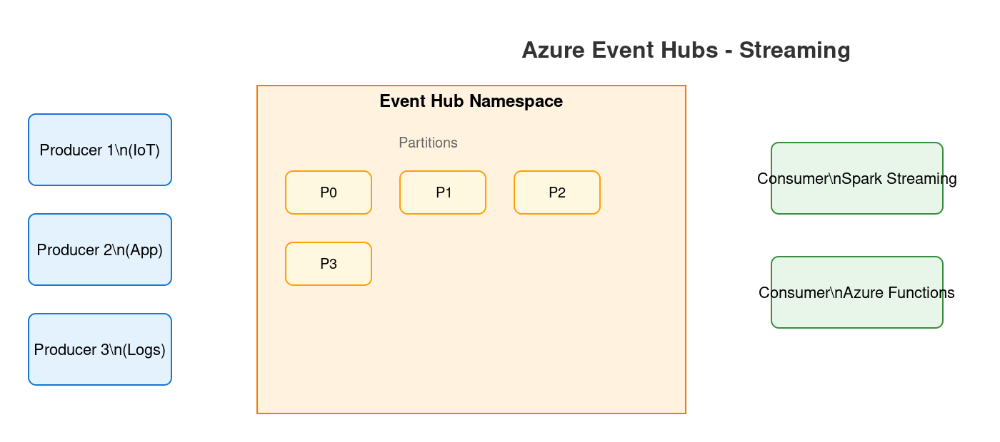 Azure Event Hubs - Streaming
Event Hub Namespace
Partitions
Producer 1\n(IoT)
Producer 2\n(App)
Producer 3\n(Logs)
P0
P1
P2
P3
Consumer\nSpark Streaming
Consumer\nAzure Functions